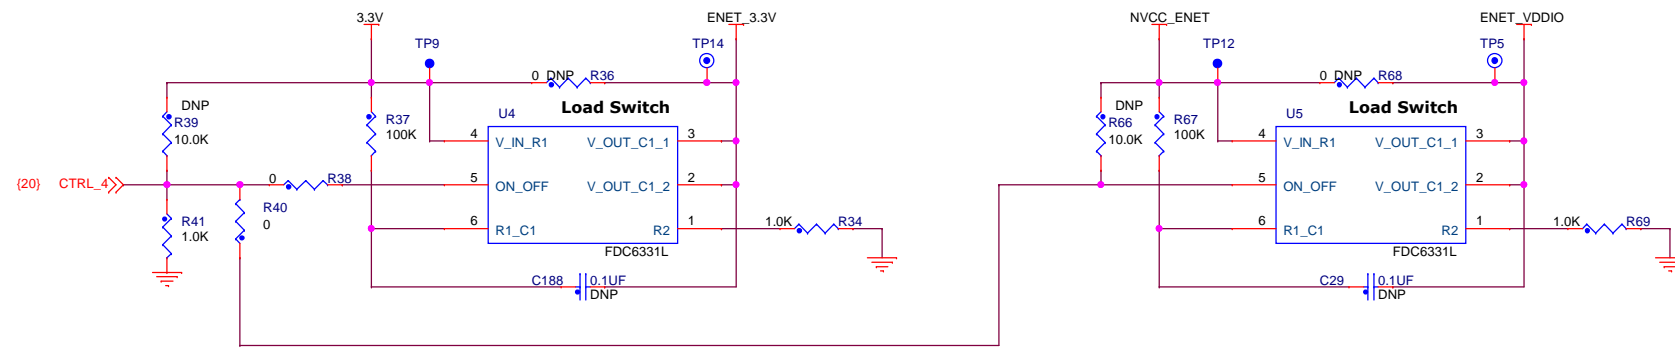 3.3V
ENET_3.3V
NVCC_ENET
ENET_VDDIO
TP9
TP14
TP12
TP5
0 DNP R36
0 DNP R68
DNP
R39
10.0K
R37
100K
U4
Load Switch
4
V_IN_R1
V_OUT_C1_1
3
5
ON_OFF
V_OUT_C1_2
2
6
R1_C1
R2
1
FDC6331L
{20} CTRL_4
0 R38
R40
0
R41
1.0K
1.0K R34
C188 0.1UF
DNP
DNP
R66
10.0K
R67
100K
U5
Load Switch
4
V_IN_R1
V_OUT_C1_1
3
5
ON_OFF
V_OUT_C1_2
2
6
R1_C1
R2
1
FDC6331L
1.0K R69
C29 0.1UF
DNP